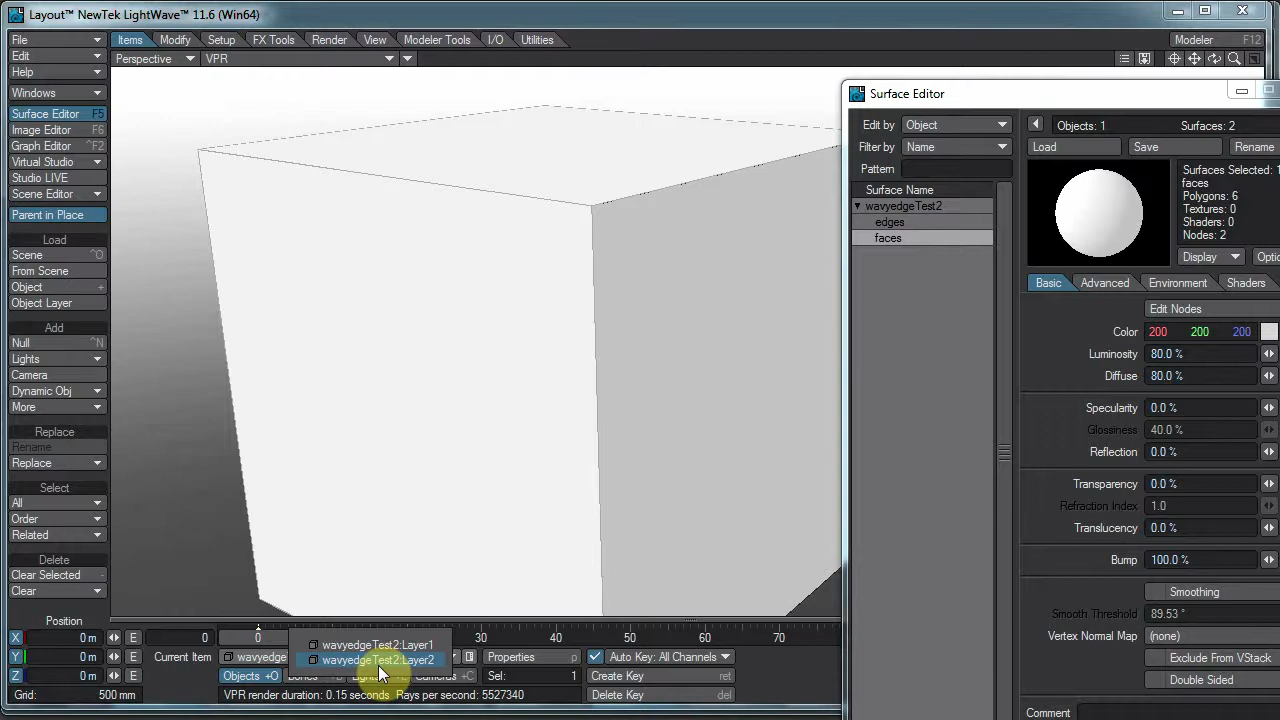 Layout™ NewTek LightWave™ 11.6 (Win64)
File
Items
Modify
Setup
FX Tools
Render
View
Modeler Tools
I/O
Utilities
Modeler F12
Edit
Perspective
VPR
Help
Windows
Surface Editor F5
Image Editor F6
Graph Editor ^F2
Virtual Studio
Studio LIVE
Scene Editor
Parent in Place
Load
Scene ^O
From Scene
Object +
Object Layer
Add
Null ^N
Lights
Camera
Dynamic Obj
More
Replace
Rename
Replace
Select
All
Order
Related
Delete
Clear Selected -
Clear
Position
X 0 m E
Y 0 m E
Z 0 m E
Grid: 500 mm
0
0
30
40
50
60
70
Current Item
wavyedge
wavyedgeTest2:Layer1
wavyedgeTest2:Layer2
Properties p
Auto Key: All Channels
Objects +O
Sel: 1
Create Key ret
VPR render duration: 0.15 seconds Rays per second: 5527340
Delete Key del
Surface Editor
Edit by Object
Filter by Name
Pattern
Surface Name
wavyedgeTest2
edges
faces
Objects: 1 Surfaces: 2
Load
Save
Rename
Surfaces Selected: 1
faces
Polygons: 6
Textures: 0
Shaders: 0
Nodes: 2
Display
Basic
Advanced
Environment
Shaders
Edit Nodes
Color 200 200 200
Luminosity 80.0 %
Diffuse 80.0 %
Specularity 0.0 %
Glossiness 40.0 %
Reflection 0.0 %
Transparency 0.0 %
Refraction Index 1.0
Translucency 0.0 %
Bump 100.0 %
Smoothing
Smooth Threshold 89.53 °
Vertex Normal Map (none)
Exclude From VStack
Double Sided
Comment